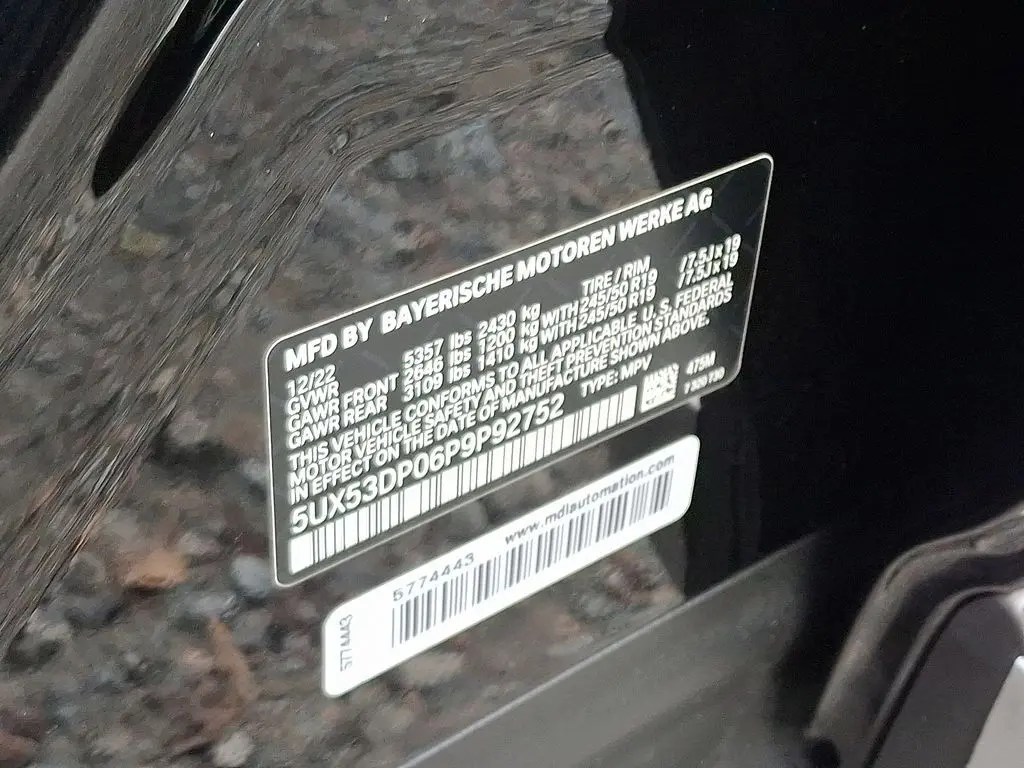 MFD BY BAYERISCHE MOTOREN WERKE AG
12/22
GVWR 5357 lbs 2430 kg TIRE / RIM
GAWR FRONT 2646 lbs 1200 kg WITH 245/50 R19 /7.5Jx19
GAWR REAR 3109 lbs 1410 kg WITH 245/50 R19 /7.5Jx19
THIS VEHICLE CONFORMS TO ALL APPLICABLE U.S. FEDERAL
MOTOR VEHICLE SAFETY AND THEFT PREVENTION STANDARDS
IN EFFECT ON THE DATE OF MANUFACTURE SHOWN ABOVE.
5UX53DP06P9P92752 TYPE: MPV
475M
5774443 www.mdiautomation.com
5774443